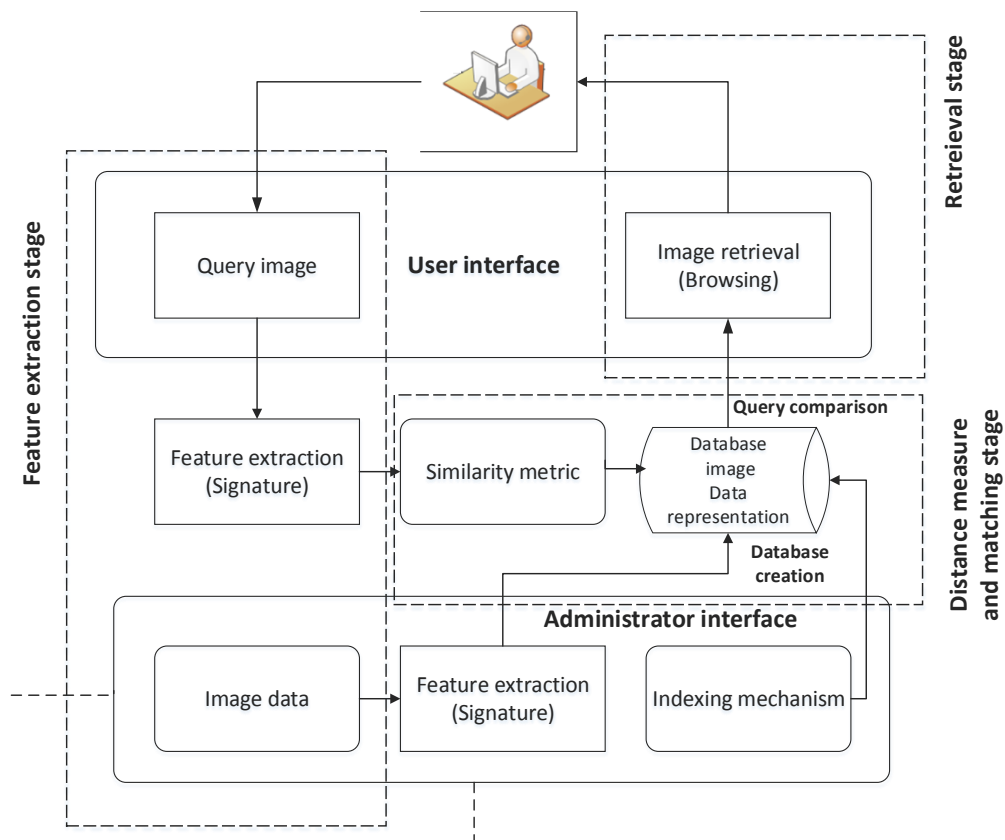 Retreieval stage
Feature extraction stage
Query image
User interface
Image retrieval
(Browsing)
Query comparison
Feature extraction
(Signature)
Similarity metric
Database
image
Data
representation
Database
creation
Distance measure
and matching stage
Administrator interface
Image data
Feature extraction
(Signature)
Indexing mechanism